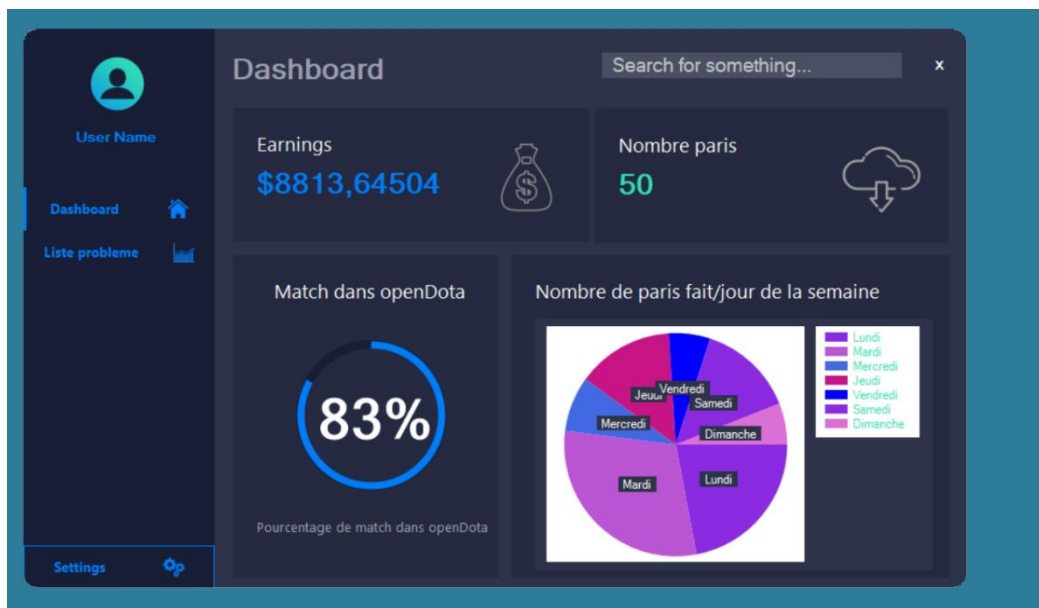 User Name
Dashboard
Liste probleme
Settings
Dashboard
Search for something...
x
Earnings
$8813,64504
Nombre paris
50
Match dans openDota
83%
Pourcentage de match dans openDota
Nombre de paris fait/jour de la semaine
Jeudi
Vendredi
Samedi
Mercredi
Dimanche
Mardi
Lundi
Lundi
Mardi
Mercredi
Jeudi
Vendredi
Samedi
Dimanche